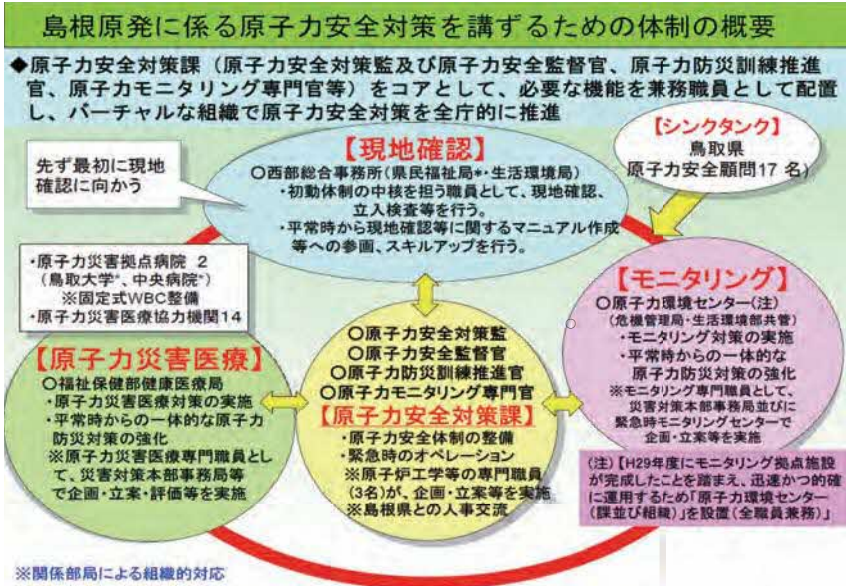 島根原発に係る原子力安全対策を講ずるための体制の概要
◆原子力安全対策課（原子力安全対策監及び原子力安全監督官、原子力防災訓練推進
官、原子力モニタリング専門官等）をコアとして、必要な機能を兼務職員として配置
し、バーチャルな組織で原子力安全対策を全庁的に推進
先ず最初に現地
確認に向かう
【現地確認】
○西部総合事務所（県民福祉局*・生活環境局）
・初動体制の中核を担う職員として、現地確認、
立入検査等を行う。
・平常時から現地確認等に関するマニュアル作成
等への参画、スキルアップを行う。
【シンクタンク】
鳥取県
原子力安全顧問17 名)
・原子力災害拠点病院 2
（鳥取大学*、中央病院*）
※固定式WBC整備
・原子力災害医療協力機関14
【原子力災害医療】
○福祉保健部健康医療局
・原子力災害医療対策の実施
・平常時からの一体的な原子力
防災対策の強化
※原子力災害医療専門職員とし
て、災害対策本部事務局等
で企画・立案・評価等を実施
○原子力安全対策監
○原子力安全監督官
○原子力防災訓練推進官
○原子力モニタリング専門官
【原子力安全対策課】
・原子力安全体制の整備
・緊急時のオペレーション
※原子炉工学等の専門職員
(3名)が、企画・立案等を実施
※島根県との人事交流
【モニタリング】
○原子力環境センター(注)
(危機管理局・生活環境部共管)
・モニタリング対策の実施
・平常時からの一体的な
原子力防災対策の強化
※モニタリング専門職員として、
災害対策本部事務局並びに
緊急時モニタリングセンターで
企画・立案等を実施
(注)【H29年度にモニタリング拠点施設
が完成したことを踏まえ、迅速かつ的確
に運用するため「原子力環境センター
(課並び組織)」を設置(全職員兼務)」
※関係部局による組織的対応